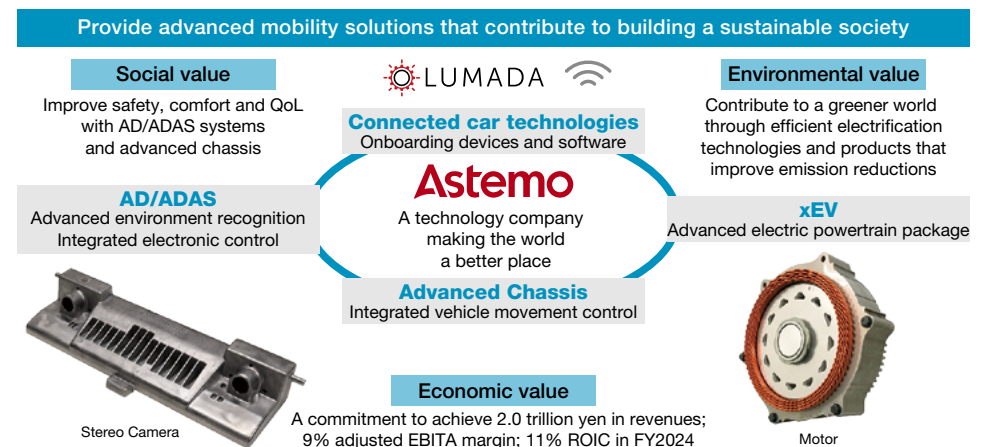 Provide advanced mobility solutions that contribute to building a sustainable society
Social value
Improve safety, comfort and QoL
with AD/ADAS systems
and advanced chassis
LUMADA
Connected car technologies
Onboarding devices and software
Environmental value
Contribute to a greener world
through efficient electrification
technologies and products that
improve emission reductions
AD/ADAS
Advanced environment recognition
Integrated electronic control
Astemo
A technology company
making the world
a better place
xEV
Advanced electric powertrain package
Advanced Chassis
Integrated vehicle movement control
Stereo Camera
Economic value
A commitment to achieve 2.0 trillion yen in revenues;
9% adjusted EBITA margin; 11% ROIC in FY2024
Motor